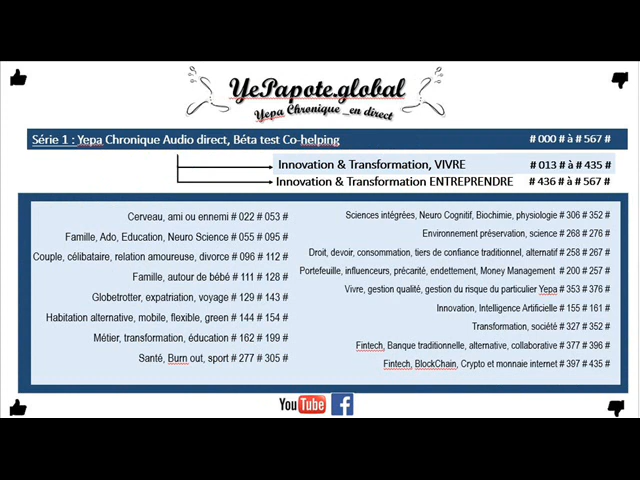 YePapote.global
Yepa Chronique _en direct
Série 1 : Yepa Chronique Audio direct, Béta test Co-helping # 000 # à # 567 #
Innovation & Transformation, VIVRE # 013 # à # 435 #
Innovation & Transformation ENTREPRENDRE # 436 # à # 567 #
Cerveau, ami ou ennemi # 022 # 053 #
Famille, Ado, Education, Neuro Science # 055 # 095 #
Couple, célibataire, relation amoureuse, divorce # 096 # 112 #
Famille, autour de bébé # 111 # 128 #
Globetrotter, expatriation, voyage # 129 # 143 #
Habitation alternative, mobile, flexible, green # 144 # 154 #
Métier, transformation, éducation # 162 # 199 #
Santé, Burn out, sport # 277 # 305 #
Sciences intégrées, Neuro Cognitif, Biochimie, physiologie # 306 # 352 #
Environnement préservation, science # 268 # 276 #
Droit, devoir, consommation, tiers de confiance traditionnel, alternatif # 258 # 267 #
Portefeuille, influenceurs, précarité, endettement, Money Management # 200 # 257 #
Vivre, gestion qualité, gestion du risque du particulier Yepa # 353 # 376 #
Innovation, Intelligence Artificielle # 155 # 161 #
Transformation, société # 327 # 352 #
Fintech, Banque traditionnelle, alternative, collaborative # 377 # 396 #
Fintech, BlockChain, Crypto et monnaie internet # 397 # 435 #
YouTube f